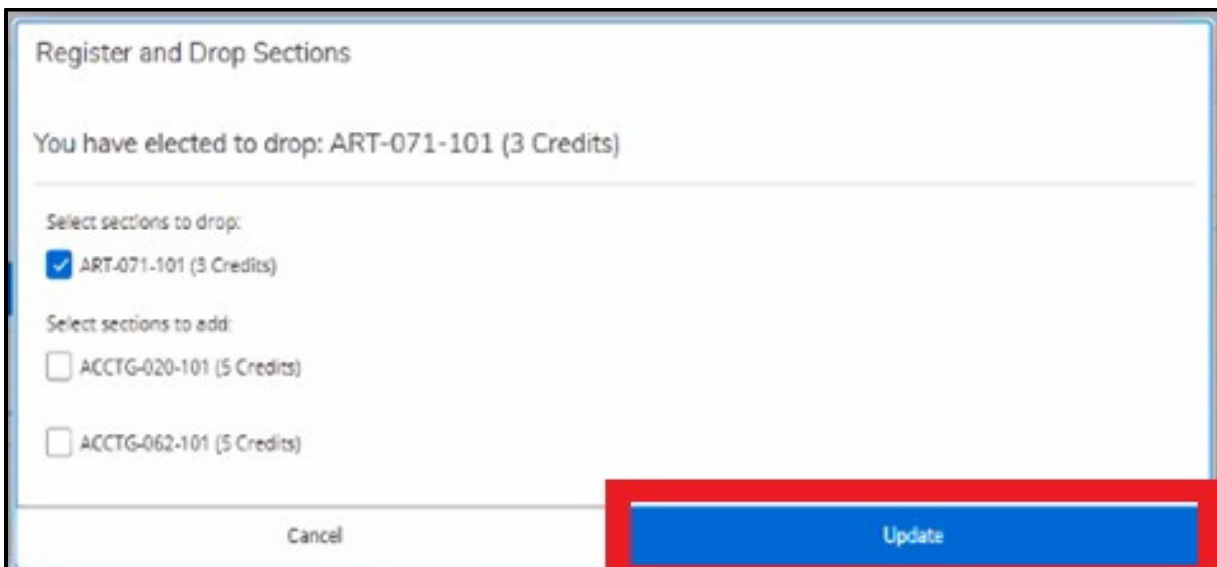 Register and Drop Sections
You have elected to drop: ART-071-101 (3 Credits)
Select sections to drop:
ART-071-101 (3 Credits)
Select sections to add:
ACCTG-020-101 (5 Credits)
ACCTG-062-101 (5 Credits)
Cancel
Update